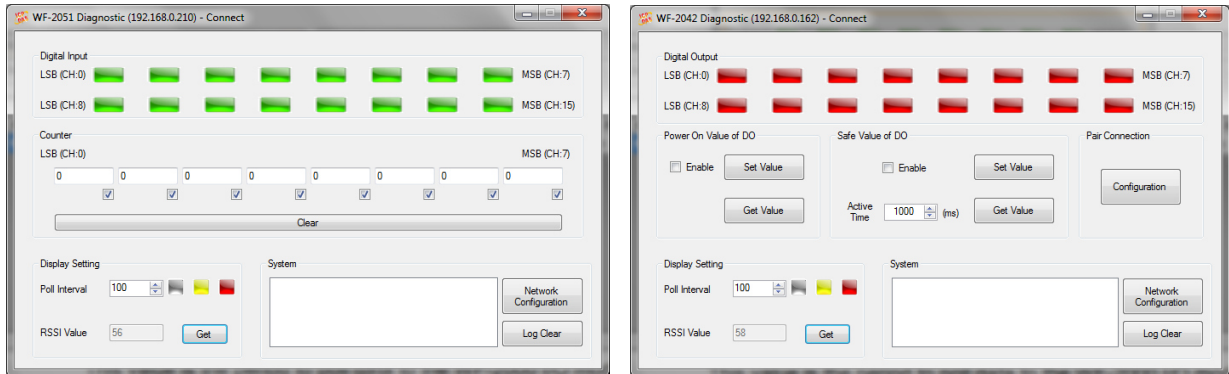 WF-2051 Diagnostic (192.168.0.210) - Connect
Digital Input
LSB (CH:0) MSB (CH:7)
LSB (CH:8) MSB (CH:15)
Counter
LSB (CH:0) MSB (CH:7)
0 0 0 0 0 0 0 0
Clear
Display Setting
Poll Interval 100
RSSI Value 56 Get
System
Network
Configuration
Log Clear
WF-2042 Diagnostic (192.168.0.162) - Connect
Digital Output
LSB (CH:0) MSB (CH:7)
LSB (CH:8) MSB (CH:15)
Power On Value of DO
Enable Set Value
Get Value
Safe Value of DO
Enable Set Value
Active
Time 1000 (ms) Get Value
Pair Connection
Configuration
Display Setting
Poll Interval 100
RSSI Value 58 Get
System
Network
Configuration
Log Clear